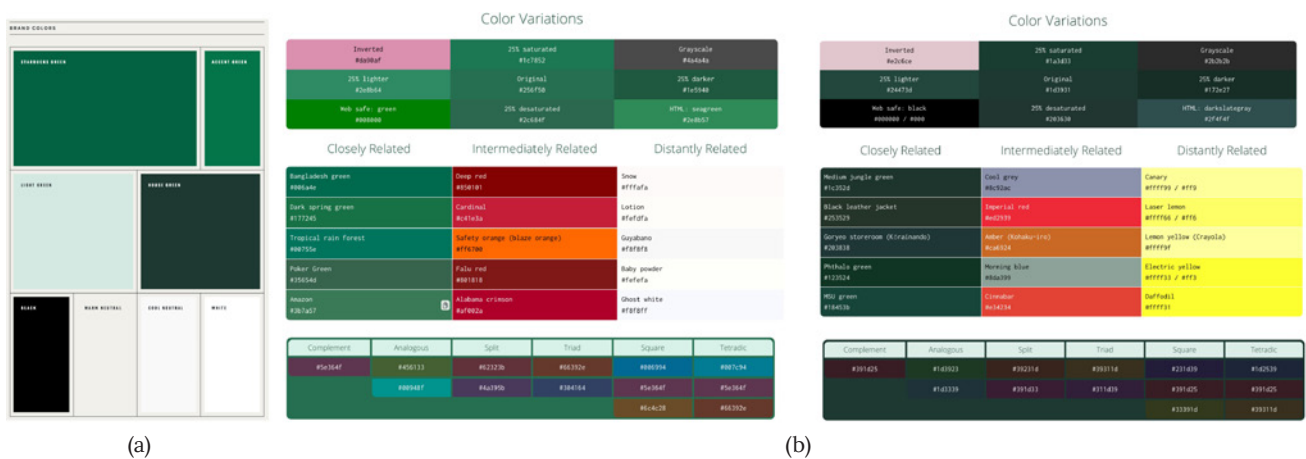 BRAND COLORS
STARBUCKS GREEN
ACCENT GREEN
LIGHT GREEN
HOUSE GREEN
BLACK
WARM NEUTRAL
COOL NEUTRAL
WHITE
(a)
Color Variations
Inverted
#da90af
25% saturated
#1c7852
Grayscale
#4a4a4a
25% lighter
#2e8b64
Original
#256f50
25% darker
#1e5940
Web safe: green
#008000
25% desaturated
#2c684f
HTML: seagreen
#2e8b57
Closely Related
Intermediately Related
Distantly Related
Bangladesh green
#006a4e
Deep red
#850101
Snow
#fffafa
Dark spring green
#177245
Cardinal
#c41e3a
Lotion
#fefdfa
Tropical rain forest
#00755e
Safety orange (blaze orange)
#ff6700
Guyabano
#f8f8f8
Poker Green
#35654d
Falu red
#801818
Baby powder
#fefefa
Amazon
#3b7a57
Alabama crimson
#af002a
Ghost white
#f8f8ff
Complement Analogous Split Triad Square Tetradic
#5e364f #456133 #62323b #66392e #006994 #007c94
#00948f #4a395b #304164 #5e364f #5e364f
#6c4c28 #66392e
Color Variations
Inverted
#e2c6ce
25% saturated
#1a3d33
Grayscale
#2b2b2b
25% lighter
#24473d
Original
#1d3931
25% darker
#172e27
Web safe: black
#000000 / #000
25% desaturated
#203630
HTML: darkslategray
#2f4f4f
Closely Related
Intermediately Related
Distantly Related
Medium jungle green
#1c352d
Cool grey
#8c92ac
Canary
#ffff99 / #ff9
Black leather jacket
#253529
Imperial red
#ed2939
Laser lemon
#ffff66 / #ff6
Goryeo storeroom (Kitrainando)
#203838
Amber (Kohaku-iro)
#ca6924
Lemon yellow (Crayola)
#ffff9f
Phthalo green
#123524
Morning blue
#8da399
Electric yellow
#ffff33 / #ff3
MSU green
#18453b
Cinnabar
#e34234
Daffodil
#ffff31
Complement Analogous Split Triad Square Tetradic
#391d25 #1d3923 #39231d #39311d #231d39 #1d2539
#1d3339 #391d33 #311d39 #391d25 #391d25
#33391d #39311d
(b)